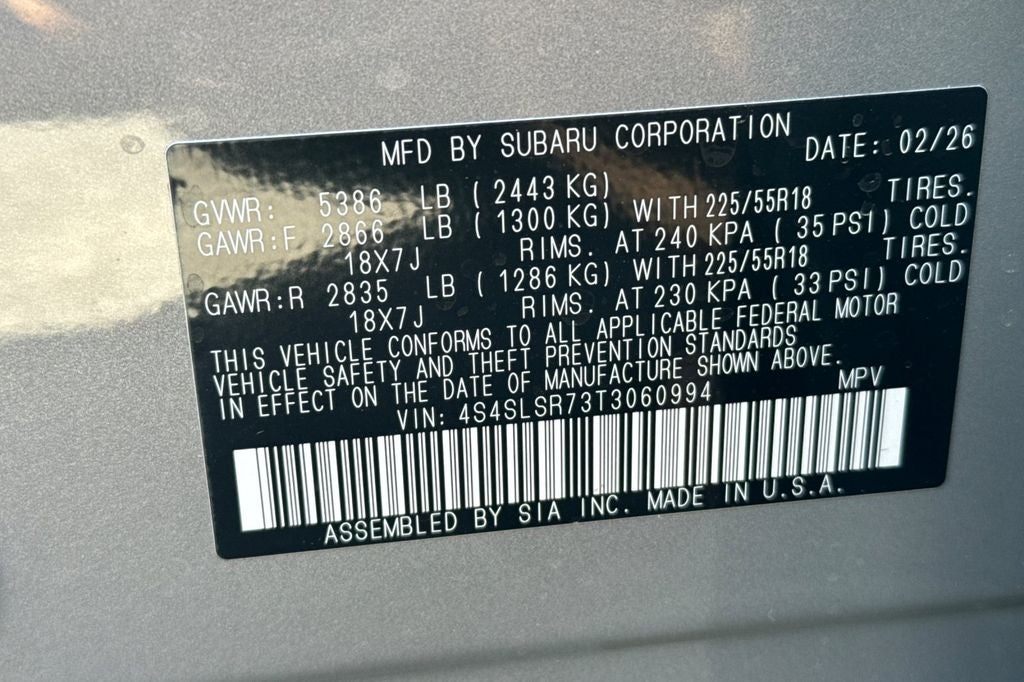 MFD BY SUBARU CORPORATION DATE: 02/26
GVWR: 5386 LB ( 2443 KG)
GAWR:F 2866 LB ( 1300 KG) WITH 225/55R18 TIRES.
18X7J RIMS. AT 240 KPA ( 35 PSI) COLD
GAWR:R 2835 LB ( 1286 KG) WITH 225/55R18 TIRES.
18X7J RIMS. AT 230 KPA ( 33 PSI) COLD
THIS VEHICLE CONFORMS TO ALL APPLICABLE FEDERAL MOTOR
VEHICLE SAFETY AND THEFT PREVENTION STANDARDS
IN EFFECT ON THE DATE OF MANUFACTURE SHOWN ABOVE.
VIN: 4S4SLSR73T3060994 MPV
ASSEMBLED BY SIA INC. MADE IN U.S.A.